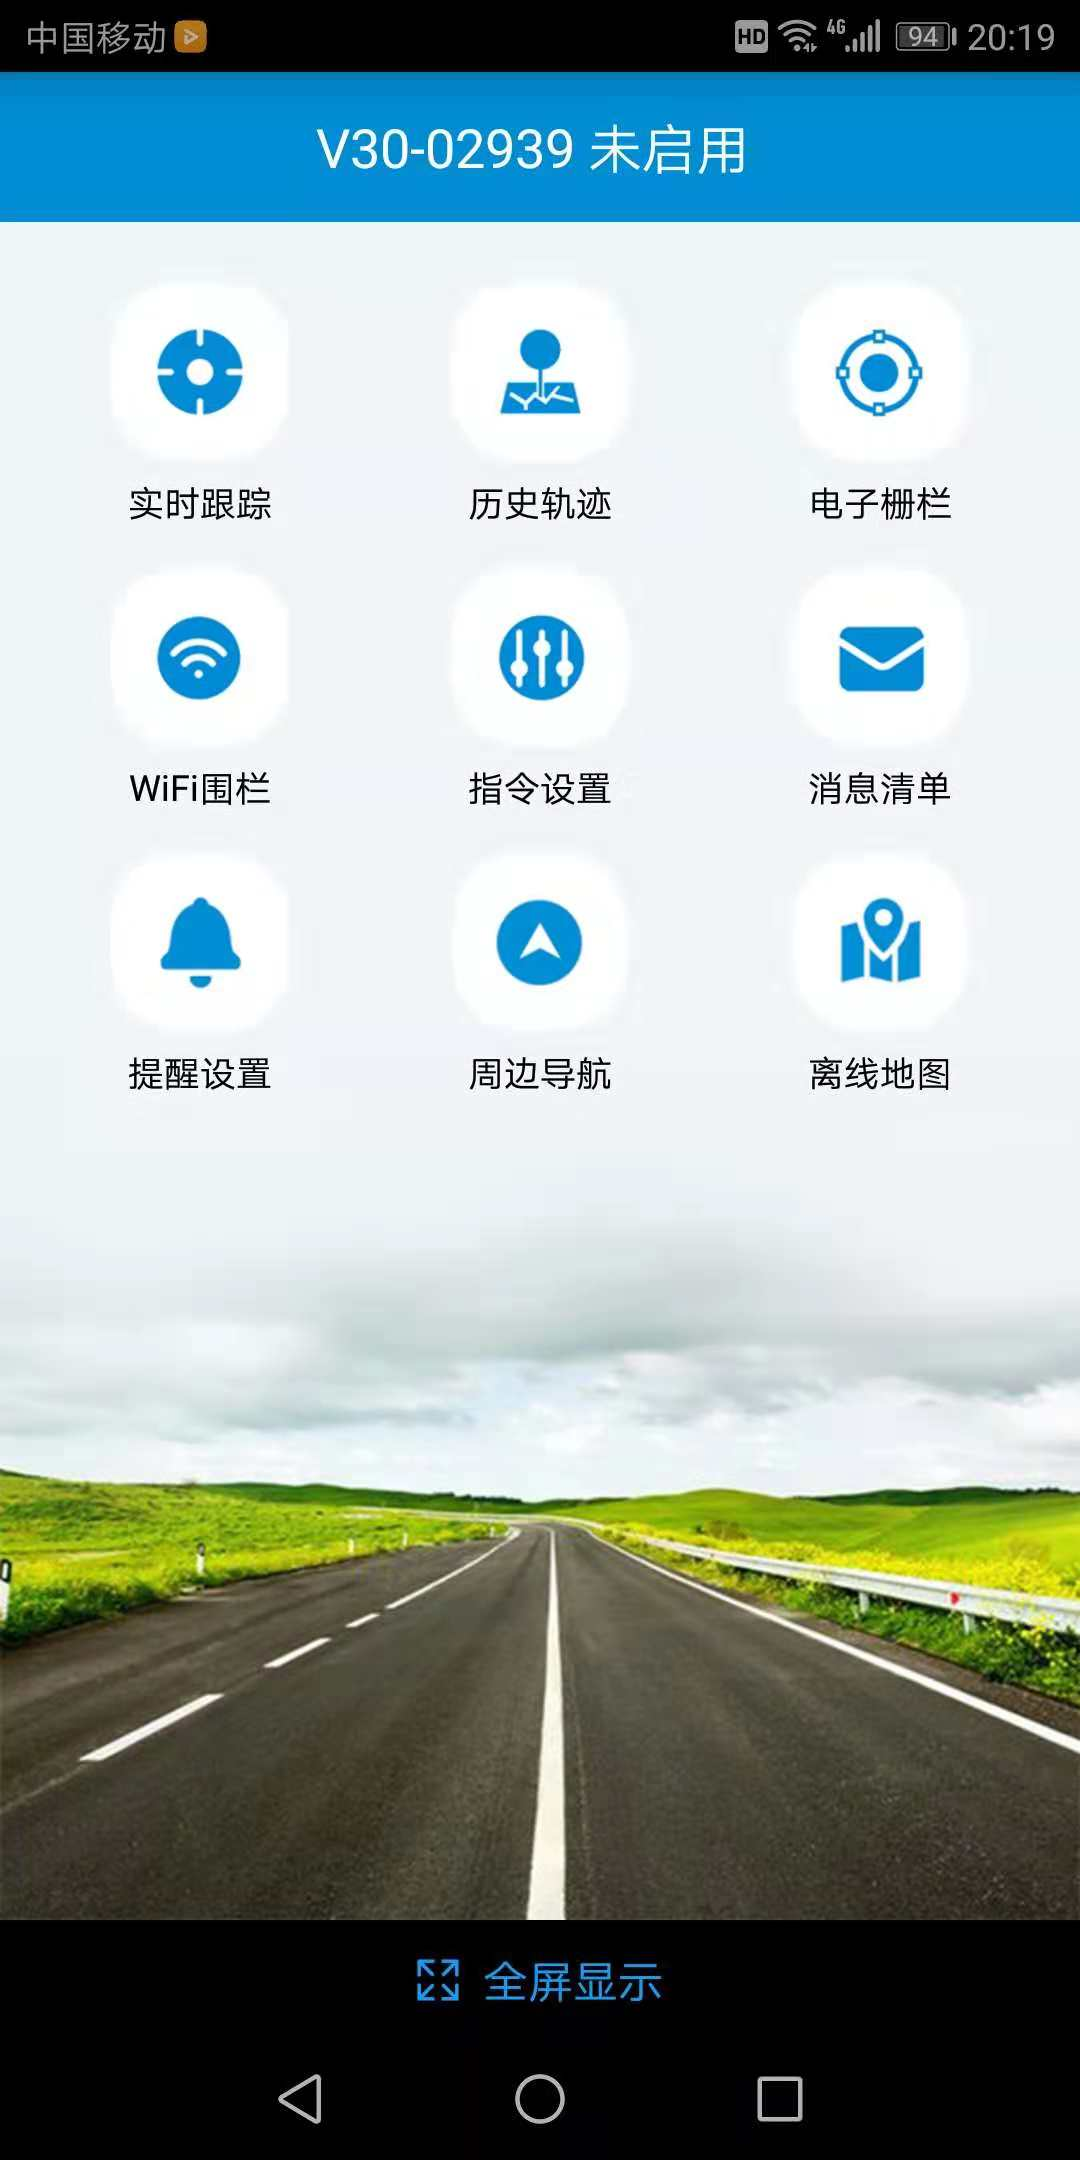 中国移动 HD 4G 94 20:19
V30-02939 未启用
实时跟踪 历史轨迹 电子栅栏
WiFi围栏 指令设置 消息清单
提醒设置 周边导航 离线地图
全屏显示